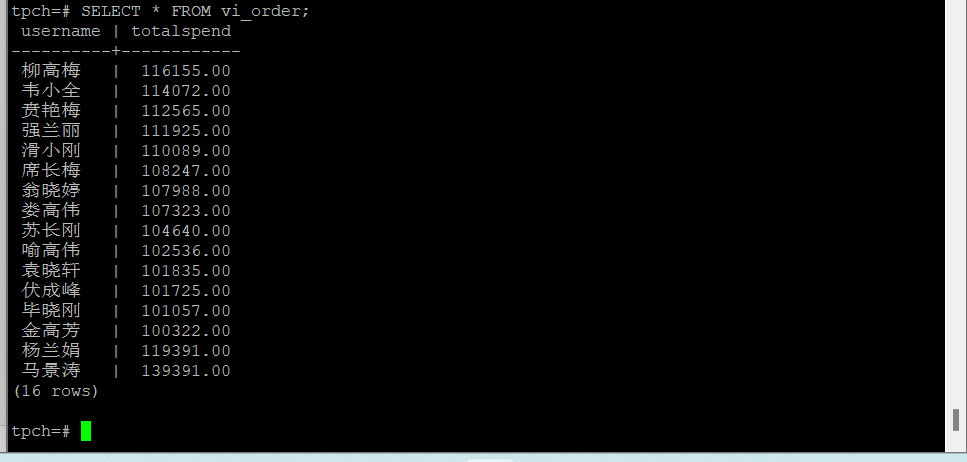 tpch=# SELECT * FROM vi_order;
username | totalspend
----------+------------
柳高梅 | 116155.00
韦小全 | 114072.00
贲艳梅 | 112565.00
强兰丽 | 111925.00
滑小刚 | 110089.00
席长梅 | 108247.00
翁晓婷 | 107988.00
娄高伟 | 107323.00
苏长刚 | 104640.00
喻高伟 | 102536.00
袁晓轩 | 101835.00
伏成峰 | 101725.00
毕晓刚 | 101057.00
金高芳 | 100322.00
杨兰娟 | 119391.00
马景涛 | 139391.00
(16 rows)
tpch=#